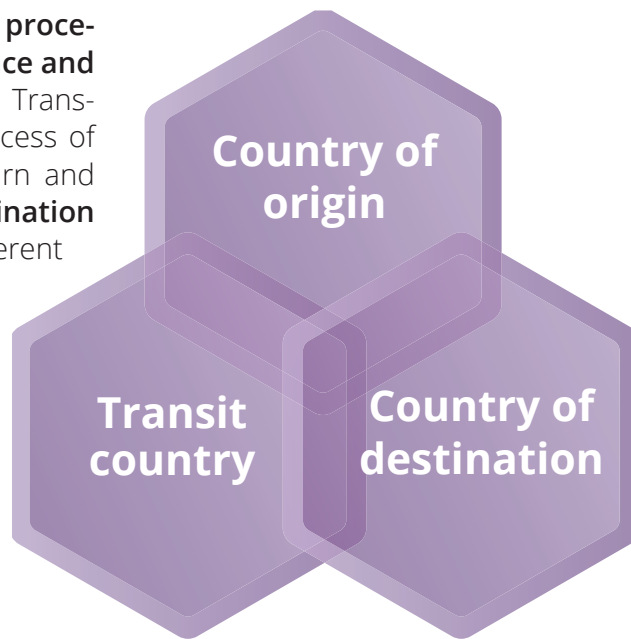 proce-
ce and
Trans-
cess of
rn and
ination
erent
Country of
origin
Transit
country
Country of
destination